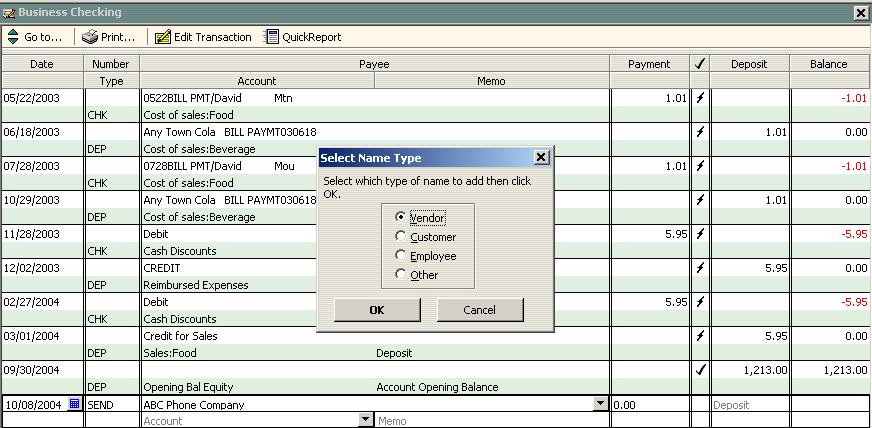 Business Checking
Go to... Print... Edit Transaction QuickReport
Date Number Payee Payment ✓ Deposit Balance
Type Account Memo
05/22/2003 0522BILL PMT/David Mtn 1.01 -1.01
CHK Cost of sales:Food
06/18/2003 Any Town Cola BILL PAYMT030618 1.01 0.00
DEP Cost of sales:Beverage
07/28/2003 0728BILL PMT/David Mou 1.01 -1.01
CHK Cost of sales:Food
10/29/2003 Any Town Cola BILL PAYMT03061 1.01 0.00
DEP Cost of sales:Beverage
11/28/2003 Debit 5.95 -5.95
CHK Cash Discounts
12/02/2003 CREDIT 5.95 0.00
DEP Reimbursed Expenses
02/27/2004 Debit 5.95 -5.95
CHK Cash Discounts
03/01/2004 Credit for Sales 5.95 0.00
DEP Sales:Food Deposit
09/30/2004 ✓ 1,213.00 1,213.00
DEP Opening Bal Equity Account Opening Balance
10/08/2004 SEND ABC Phone Company 0.00 Deposit
Account Memo
Select Name Type
Select which type of name to add then click
OK.
Vendor
Customer
Employee
Other
OK Cancel